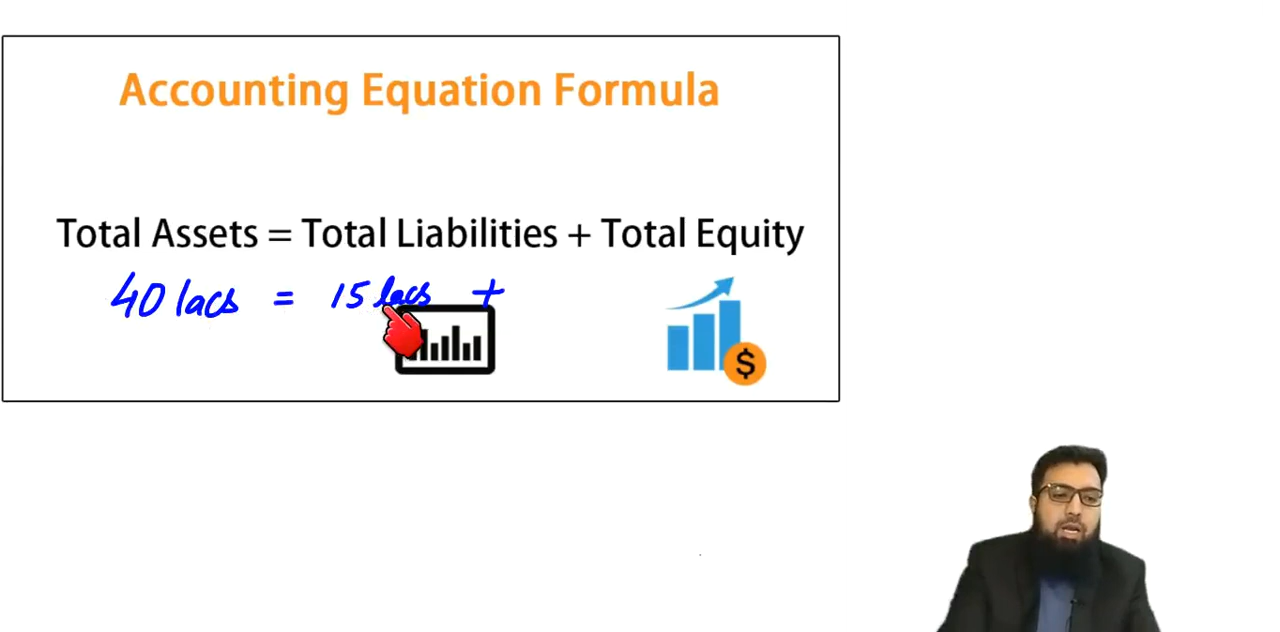 Accounting Equation Formula
Total Assets = Total Liabilities + Total Equity
40 lacs = 15 lacs +
$